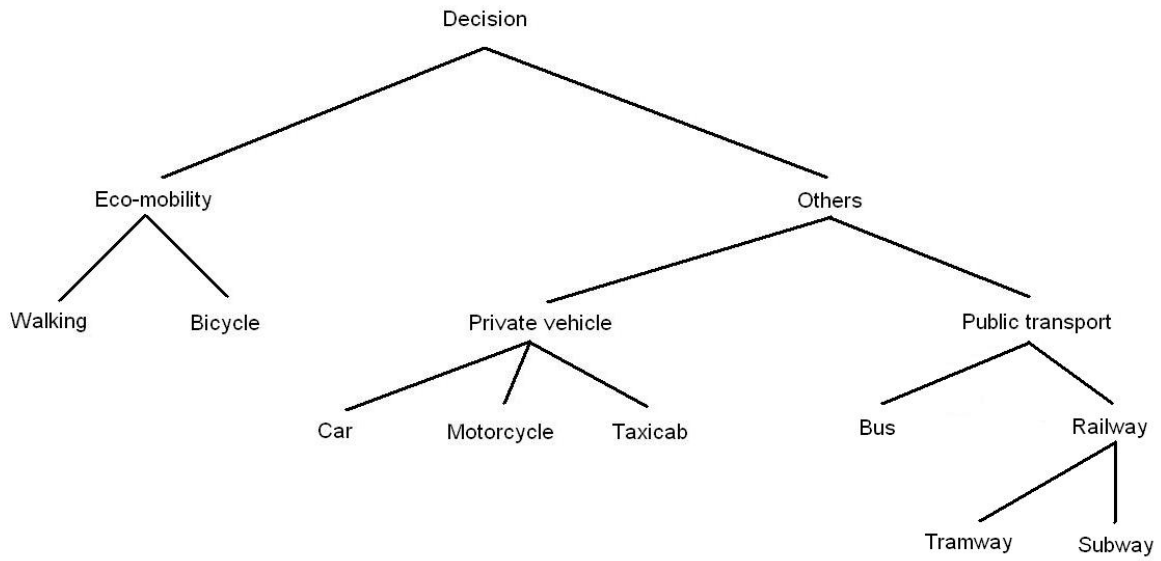 Decision
Eco-mobility
Others
Walking
Bicycle
Private vehicle
Public transport
Car
Motorcycle
Taxicab
Bus
Railway
Tramway
Subway